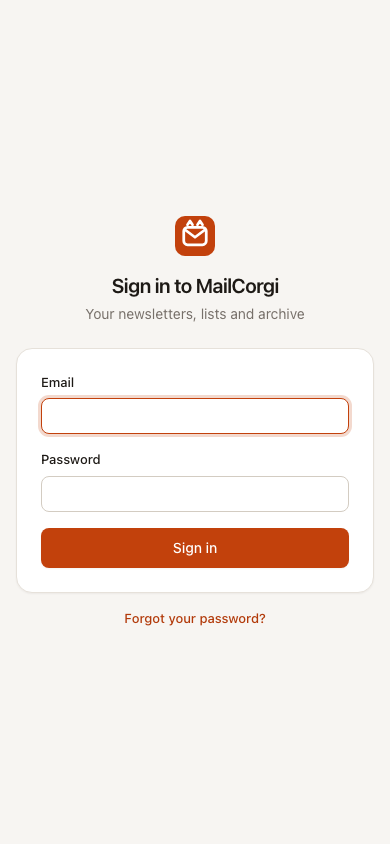 Sign in to MailCorgi
Your newsletters, lists and archive
Email
Password
Sign in
Forgot your password?